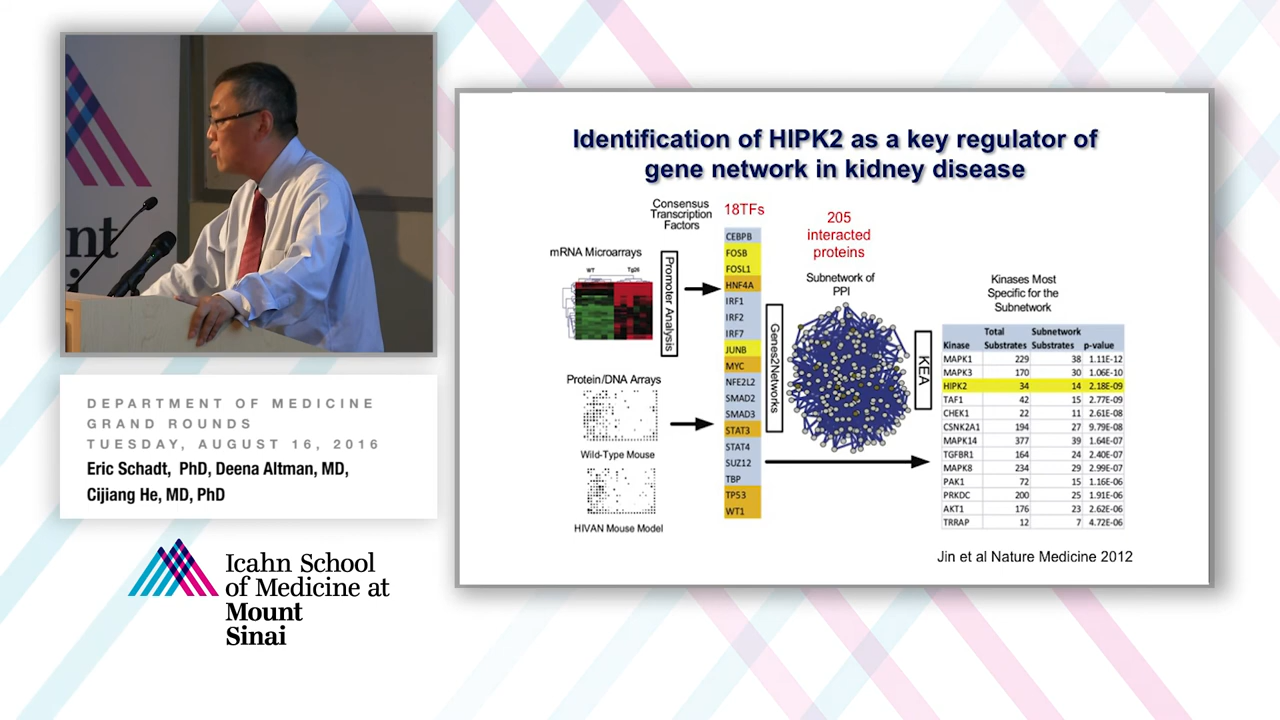 nt
DEPARTMENT OF MEDICINE
GRAND ROUNDS
TUESDAY, AUGUST 16, 2016
Eric Schadt, PhD, Deena Altman, MD,
Cijiang He, MD, PhD
Icahn School
of Medicine at
Mount
Sinai
Identification of HIPK2 as a key regulator of
gene network in kidney disease
mRNA Microarrays
WT Tg26
Promoter Analysis
Protein/DNA Arrays
Wild-Type Mouse
HIVAN Mouse Model
Consensus
Transcription
Factors
18TFs
CEBPB
FOSB
FOSL1
HNF4A
IRF1
IRF2
IRF7
JUNB
MYC
NFE2L2
SMAD2
SMAD3
STAT3
STAT4
SUZ12
TBP
TP53
WT1
Genes2Networks
205
interacted
proteins
Subnetwork of
PPI
KEA
Kinases Most
Specific for the
Subnetwork
Total Subnetwork
Kinase Substrates Substrates p-value
MAPK1 229 38 1.11E-12
MAPK3 170 30 1.06E-10
HIPK2 34 14 2.18E-09
TAF1 42 15 2.77E-09
CHEK1 22 11 2.61E-08
CSNK2A1 194 27 9.79E-08
MAPK14 377 39 1.64E-07
TGFBR1 164 24 2.40E-07
MAPK8 234 29 2.99E-07
PAK1 72 15 1.16E-06
PRKDC 200 25 1.91E-06
AKT1 176 23 2.62E-06
TRRAP 12 7 4.72E-06
Jin et al Nature Medicine 2012